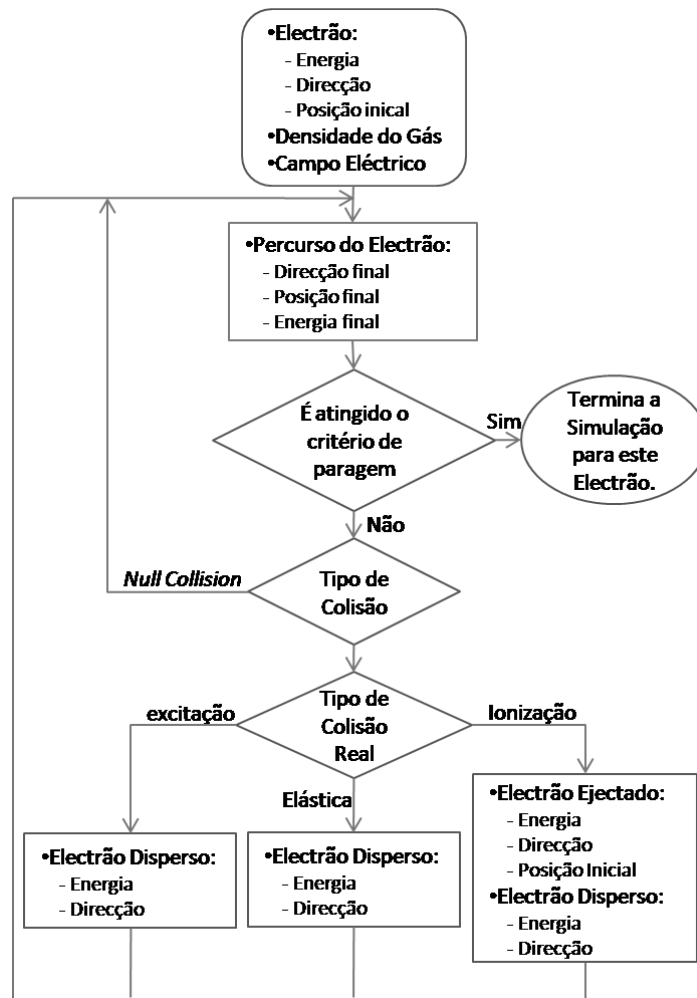 •Electrão:
- Energia
- Direcção
- Posição inical
•Densidade do Gás
•Campo Eléctrico
•Percurso do Electrão:
- Direcção final
- Posição final
- Energia final
É atingido o
critério de
paragem
Sim
Termina a
Simulação
para este
Electrão.
Não
Null Collision
Tipo de
Colisão
excitação
Tipo de
Colisão
Real
Ionização
Elástica
•Electrão Disperso:
- Energia
- Direcção
•Electrão Disperso:
- Energia
- Direcção
•Electrão Ejectado:
- Energia
- Direcção
- Posição Inicial
•Electrão Disperso:
- Energia
- Direcção